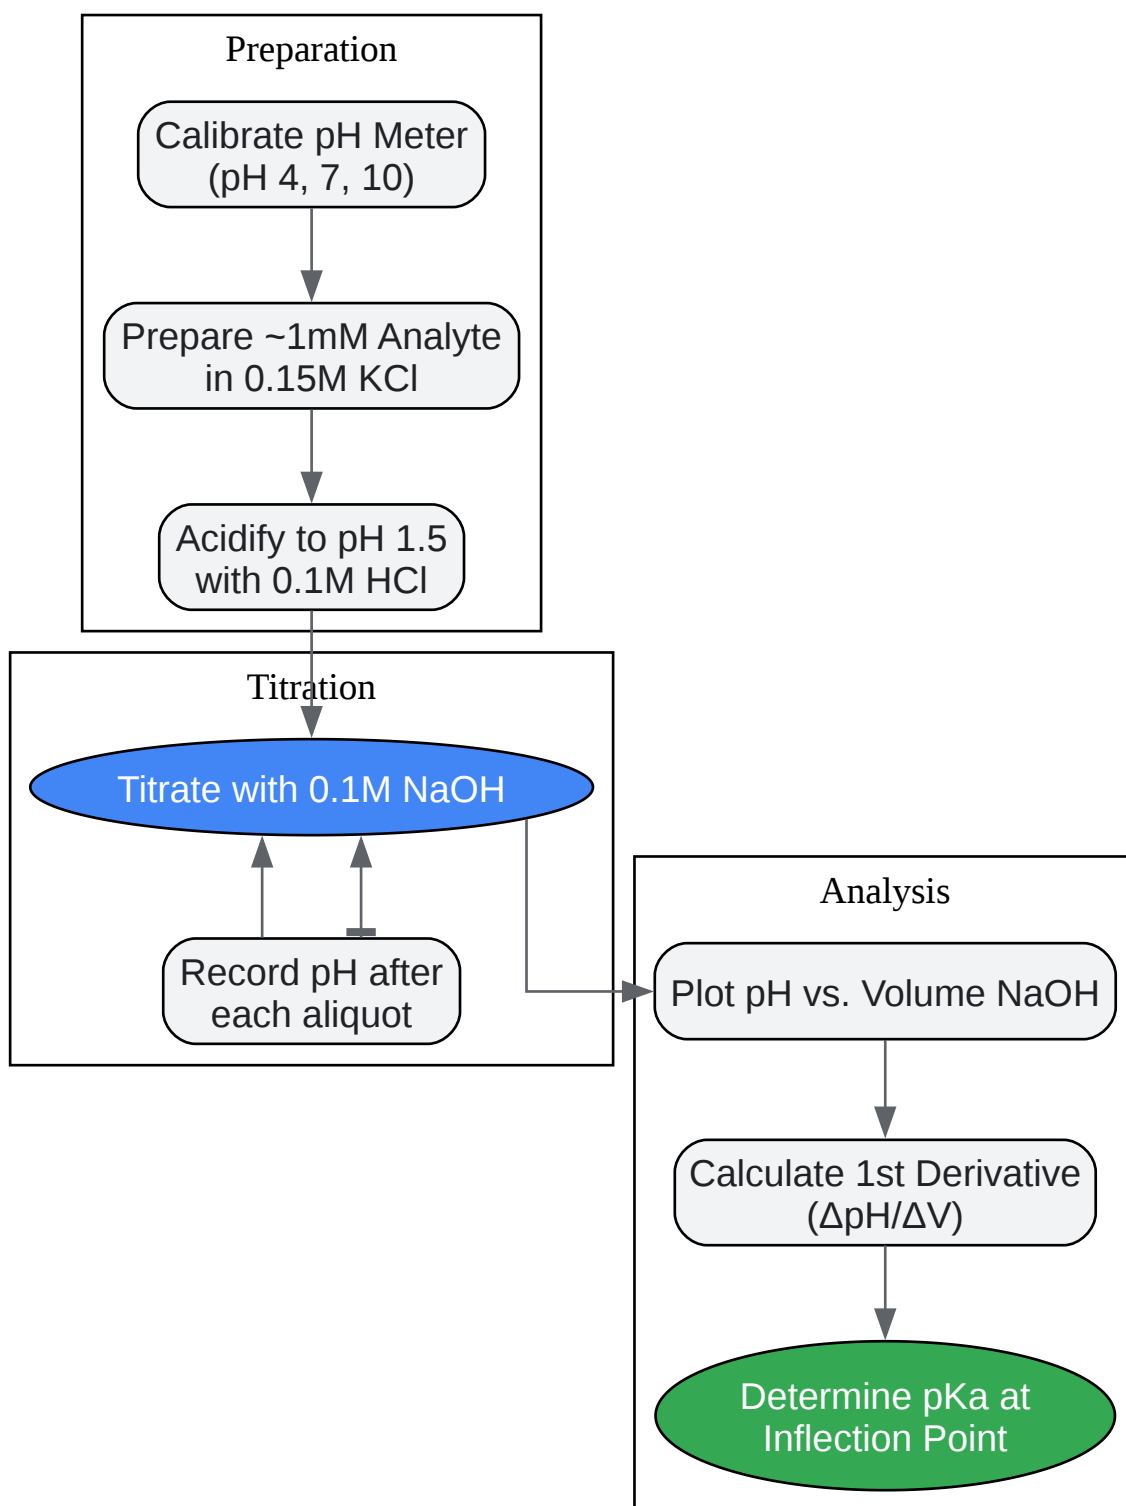 Preparation
Calibrate pH Meter
(pH 4, 7, 10)
Prepare ~1mM Analyte
in 0.15M KCl
Acidify to pH 1.5
with 0.1M HCl
Titration
Titrate with 0.1M NaOH
Record pH after
each aliquot
Analysis
Plot pH vs. Volume NaOH
Calculate 1st Derivative
(ΔpH/ΔV)
Determine pKa at
Inflection Point